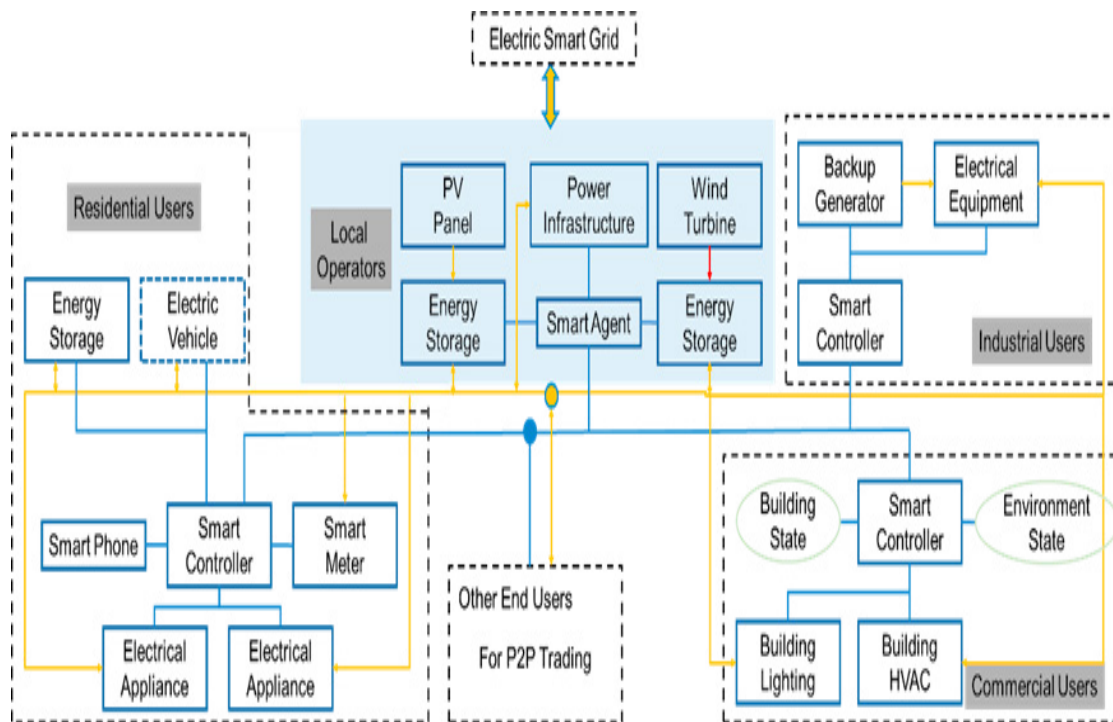 Electric Smart Grid
Residential Users
Energy
Storage
Electric
Vehicle
Smart Phone
Smart
Controller
Smart
Meter
Electrical
Appliance
Electrical
Appliance
Local
Operators
PV
Panel
Power
Infrastructure
Wind
Turbine
Energy
Storage
Smart Agent
Energy
Storage
Other End Users
For P2P Trading
Backup
Generator
Electrical
Equipment
Smart
Controller
Industrial Users
Building
State
Smart
Controller
Environment
State
Building
Lighting
Building
HVAC
Commercial Users